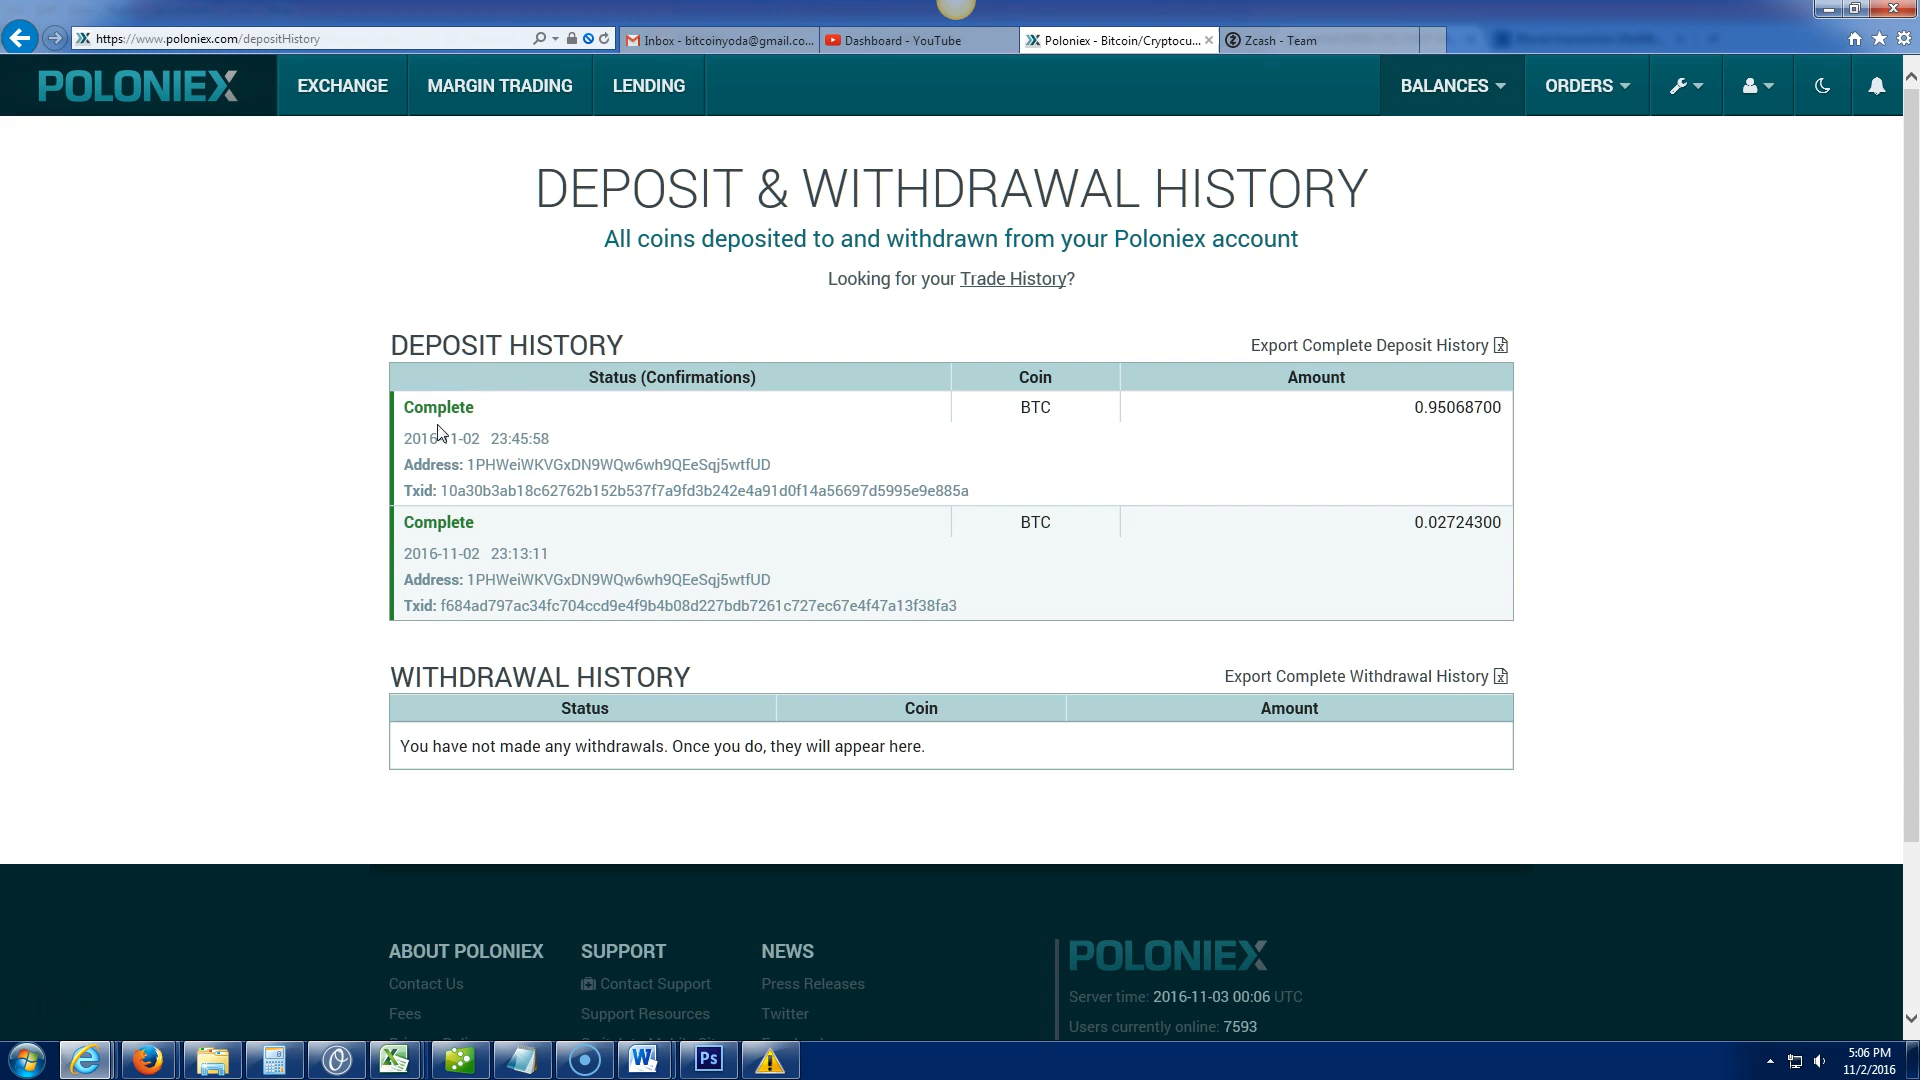 https://www.poloniex.com/depositHistory
Inbox - bitcoinyoda@gmail.co...
Dashboard - YouTube
Poloniex - Bitcoin/Cryptocu...
Zcash - Team
POLONIEX
EXCHANGE
MARGIN TRADING
LENDING
BALANCES
ORDERS
DEPOSIT & WITHDRAWAL HISTORY
All coins deposited to and withdrawn from your Poloniex account
Looking for your Trade History?
DEPOSIT HISTORY
Export Complete Deposit History
Status (Confirmations) Coin Amount
Complete BTC 0.95068700
2016-11-02 23:45:58
Address: 1PHWeiWKVGxDN9WQw6wh9QEeSqj5wtfUD
Txid: 10a30b3ab18c62762b152b537f7a9fd3b242e4a91d0f14a56697d5995e9e885a
Complete BTC 0.02724300
2016-11-02 23:13:11
Address: 1PHWeiWKVGxDN9WQw6wh9QEeSqj5wtfUD
Txid: f684ad797ac34fc704ccd9e4f9b4b08d227bdb7261c727ec67e4f47a13f38fa3
WITHDRAWAL HISTORY
Export Complete Withdrawal History
Status Coin Amount
You have not made any withdrawals. Once you do, they will appear here.
ABOUT POLONIEX
Contact Us
Fees
SUPPORT
Contact Support
Support Resources
NEWS
Press Releases
Twitter
POLONIEX
Server time: 2016-11-03 00:06 UTC
Users currently online: 7593
Ps
5:06 PM
11/2/2016